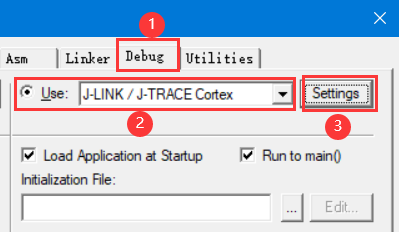 1
Asm Linker Debug Utilities
Use: J-LINK / J-TRACE Cortex Settings
2 3
Load Application at Startup Run to main()
Initialization File:
... Edit...